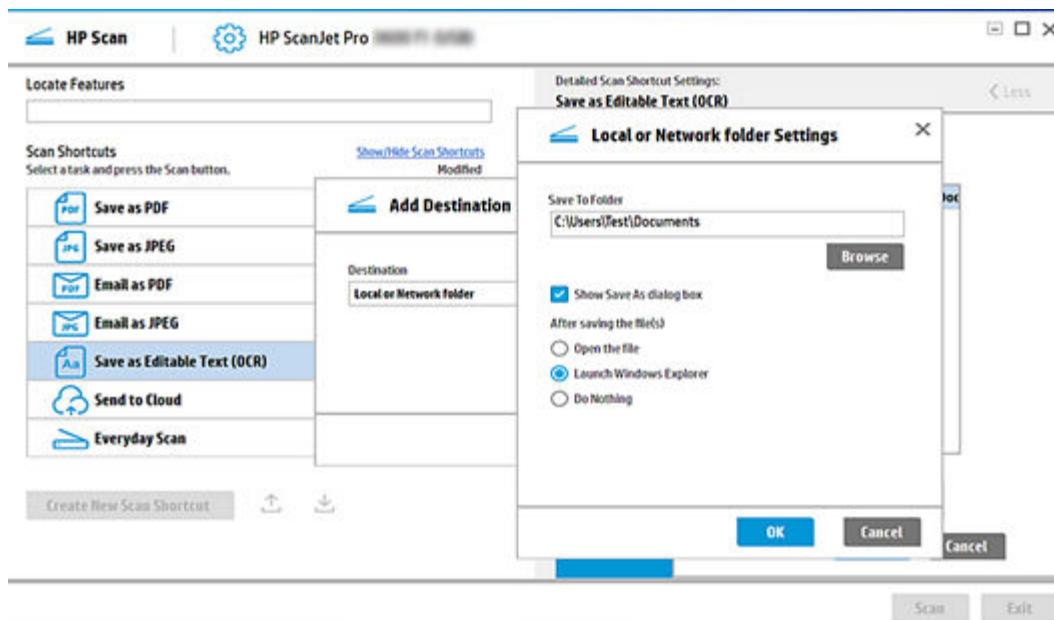 HP Scan
HP ScanJet Pro
Locate Features
Scan Shortcuts
Show/Hide Scan Shortcuts
Select a task and press the Scan button.
Modified
Save as PDF
Save as JPEG
Email as PDF
Email as JPEG
Save as Editable Text (OCR)
Send to Cloud
Everyday Scan
Create New Scan Shortcut
Detailed Scan Shortcut Settings:
Save as Editable Text (OCR)
Less
Add Destination
Destination
Local or Network folder
Local or Network folder Settings
Save To Folder
C:\Users\Test\Documents
Browse
Show Save As dialog box
After saving the file(s)
Open the file
Launch Windows Explorer
Do Nothing
OK
Cancel
Cancel
Scan
Exit